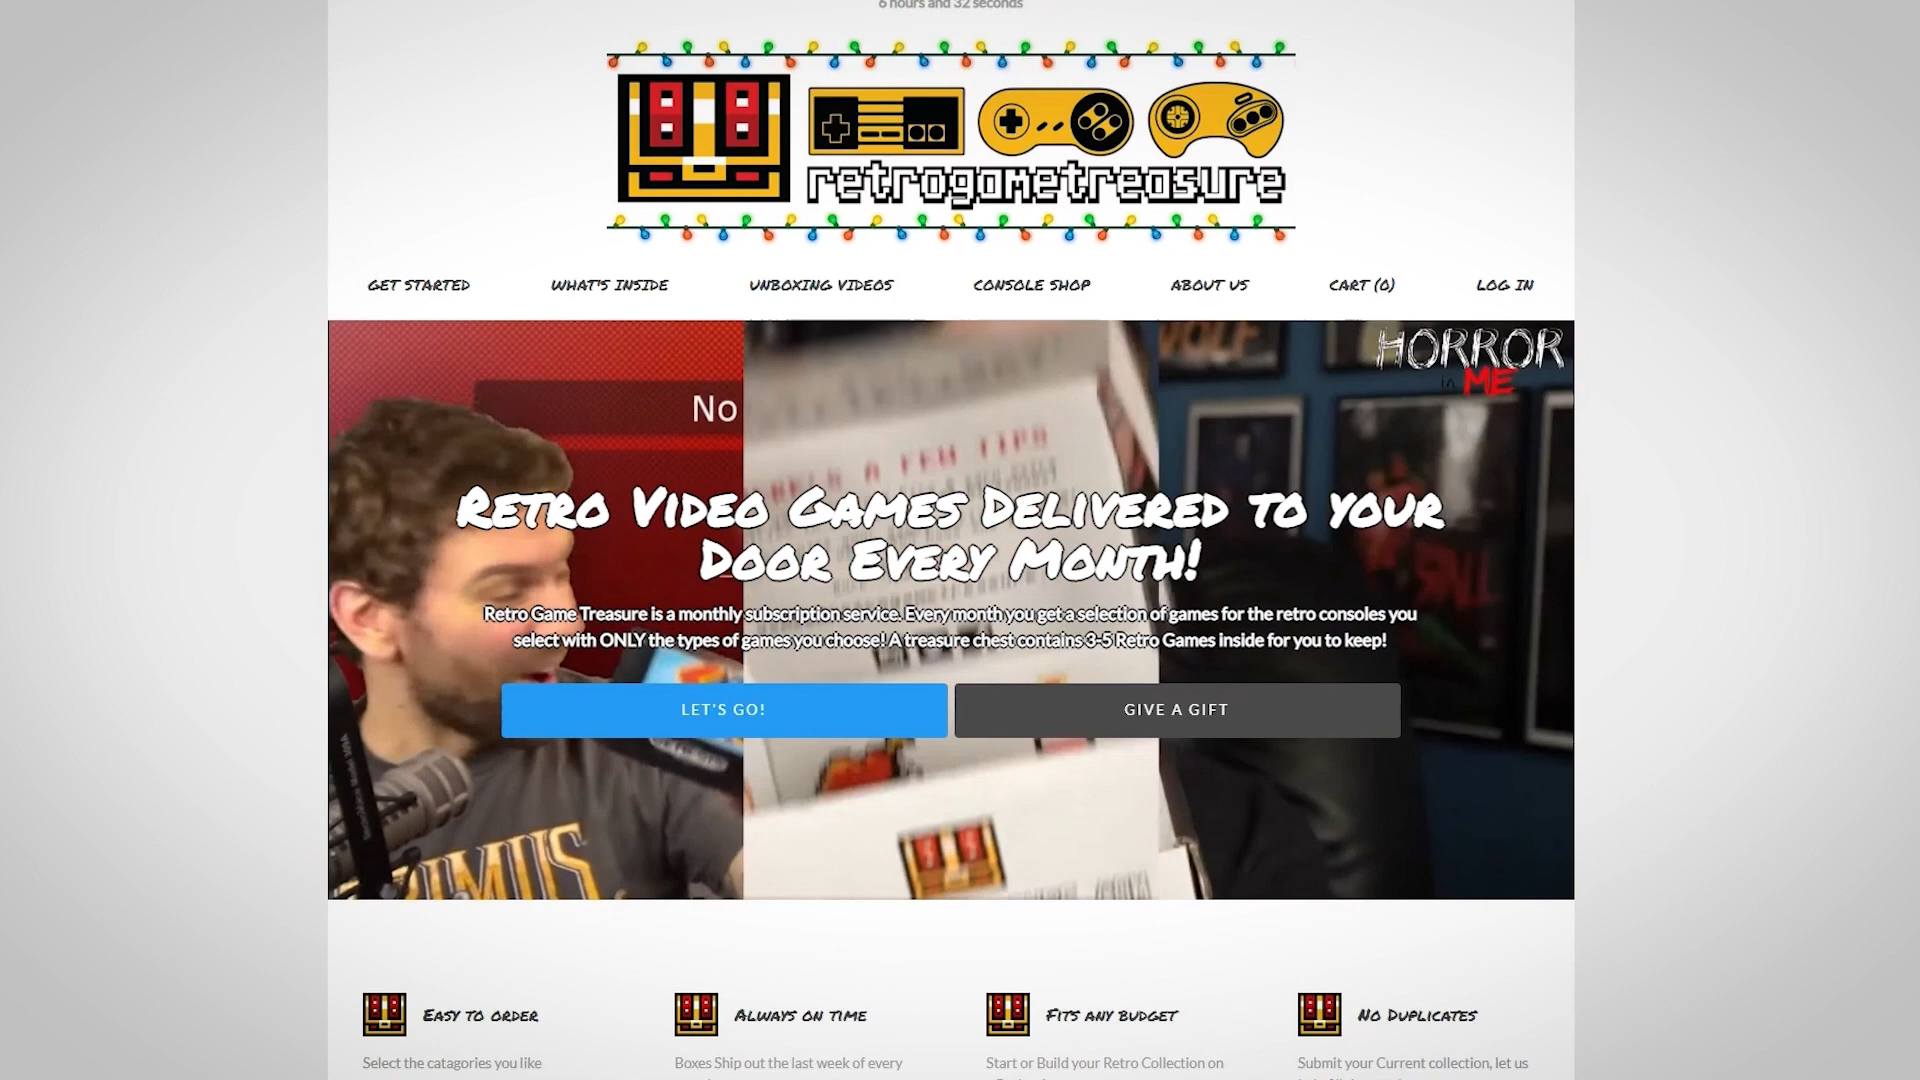 6 hours and 32 seconds
retrogametreasure
GET STARTED
WHAT'S INSIDE
UNBOXING VIDEOS
CONSOLE SHOP
ABOUT US
CART (0)
LOG IN
HORROR
in ME
No
WOLF
A FEW TIPS
RETRO VIDEO GAMES DELIVERED TO YOUR
DOOR EVERY MONTH!
Retro Game Treasure is a monthly subscription service. Every month you get a selection of games for the retro consoles you
select with ONLY the types of games you choose! A treasure chest contains 3-5 Retro Games inside for you to keep!
LET'S GO!
GIVE A GIFT
EASY TO ORDER
ALWAYS ON TIME
FITS ANY BUDGET
NO DUPLICATES
Select the catagories you like
Boxes Ship out the last week of every
Start or Build your Retro Collection on
Submit your Current collection, let us